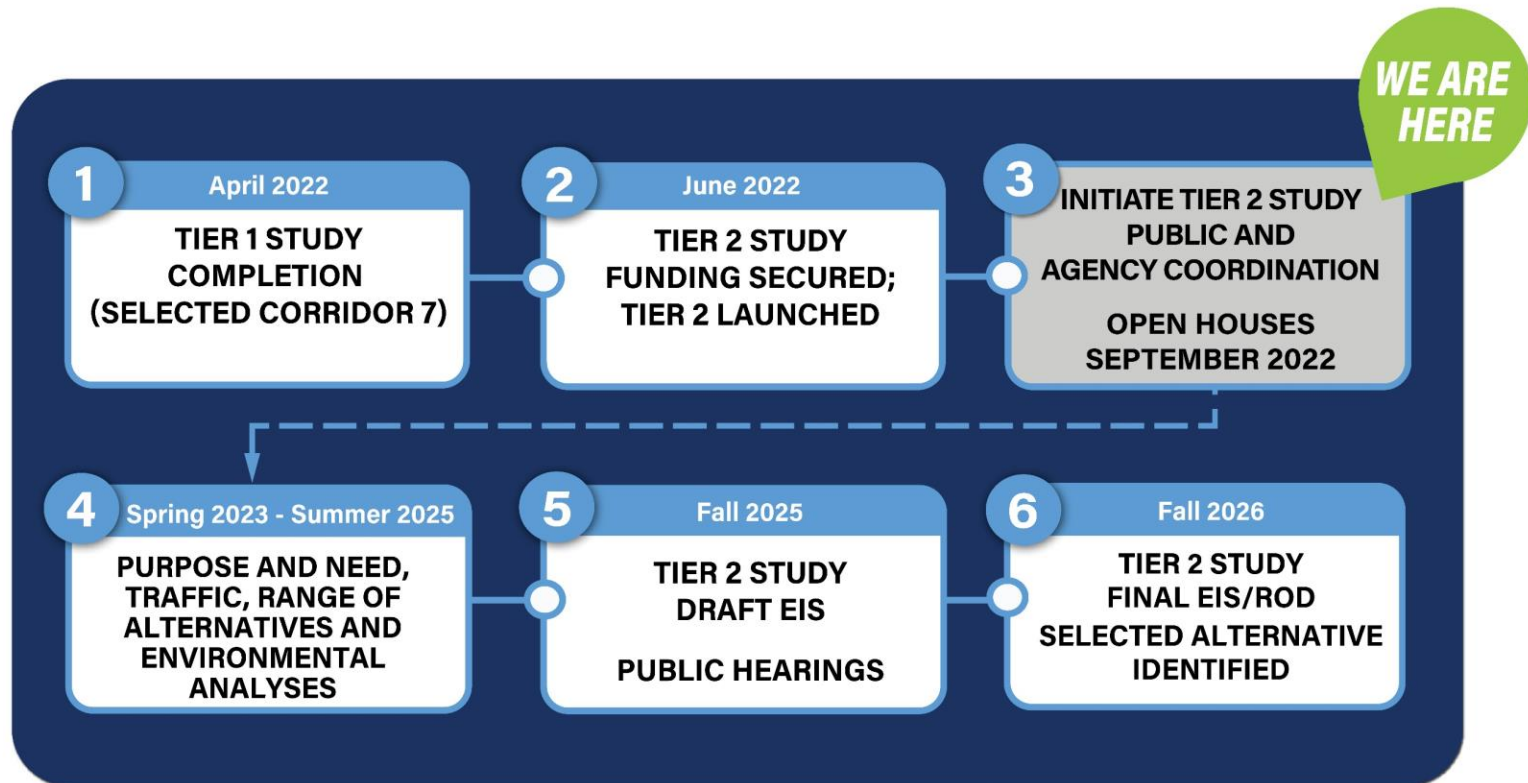 WE ARE
HERE
1
April 2022
TIER 1 STUDY
COMPLETION
(SELECTED CORRIDOR 7)
2
June 2022
TIER 2 STUDY
FUNDING SECURED;
TIER 2 LAUNCHED
3
INITIATE TIER 2 STUDY
PUBLIC AND
AGENCY COORDINATION
OPEN HOUSES
SEPTEMBER 2022
4
Spring 2023 - Summer 2025
PURPOSE AND NEED,
TRAFFIC, RANGE OF
ALTERNATIVES AND
ENVIRONMENTAL
ANALYSES
5
Fall 2025
TIER 2 STUDY
DRAFT EIS
PUBLIC HEARINGS
6
Fall 2026
TIER 2 STUDY
FINAL EIS/ROD
SELECTED ALTERNATIVE
IDENTIFIED